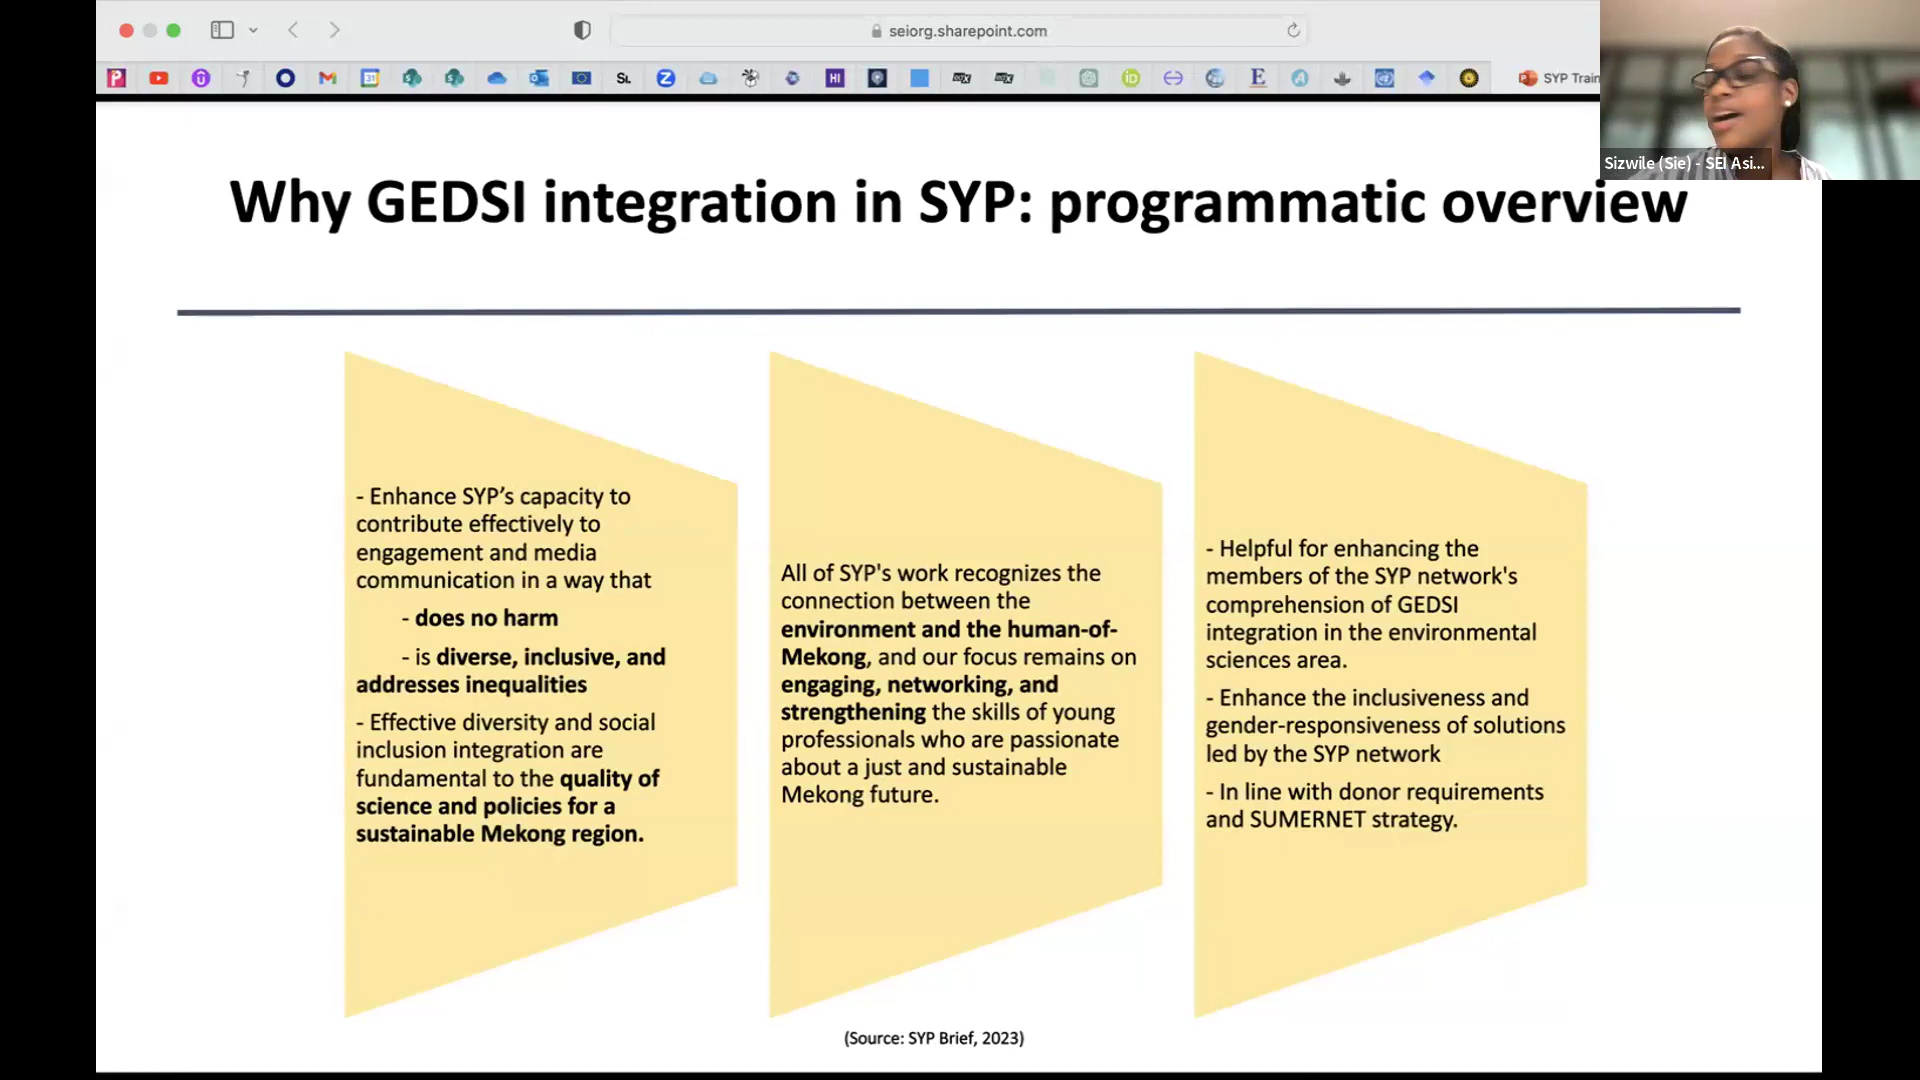 seiorg.sharepoint.com
SYP Train
Sizwile (Sie) - SEI Asi...
Why GEDSI integration in SYP: programmatic overview
- Enhance SYP’s capacity to
contribute effectively to
engagement and media
communication in a way that
- does no harm
- is diverse, inclusive, and
addresses inequalities
- Effective diversity and social
inclusion integration are
fundamental to the quality of
science and policies for a
sustainable Mekong region.
All of SYP's work recognizes the
connection between the
environment and the human-of-
Mekong, and our focus remains on
engaging, networking, and
strengthening the skills of young
professionals who are passionate
about a just and sustainable
Mekong future.
- Helpful for enhancing the
members of the SYP network's
comprehension of GEDSI
integration in the environmental
sciences area.
- Enhance the inclusiveness and
gender-responsiveness of solutions
led by the SYP network
- In line with donor requirements
and SUMERNET strategy.
(Source: SYP Brief, 2023)